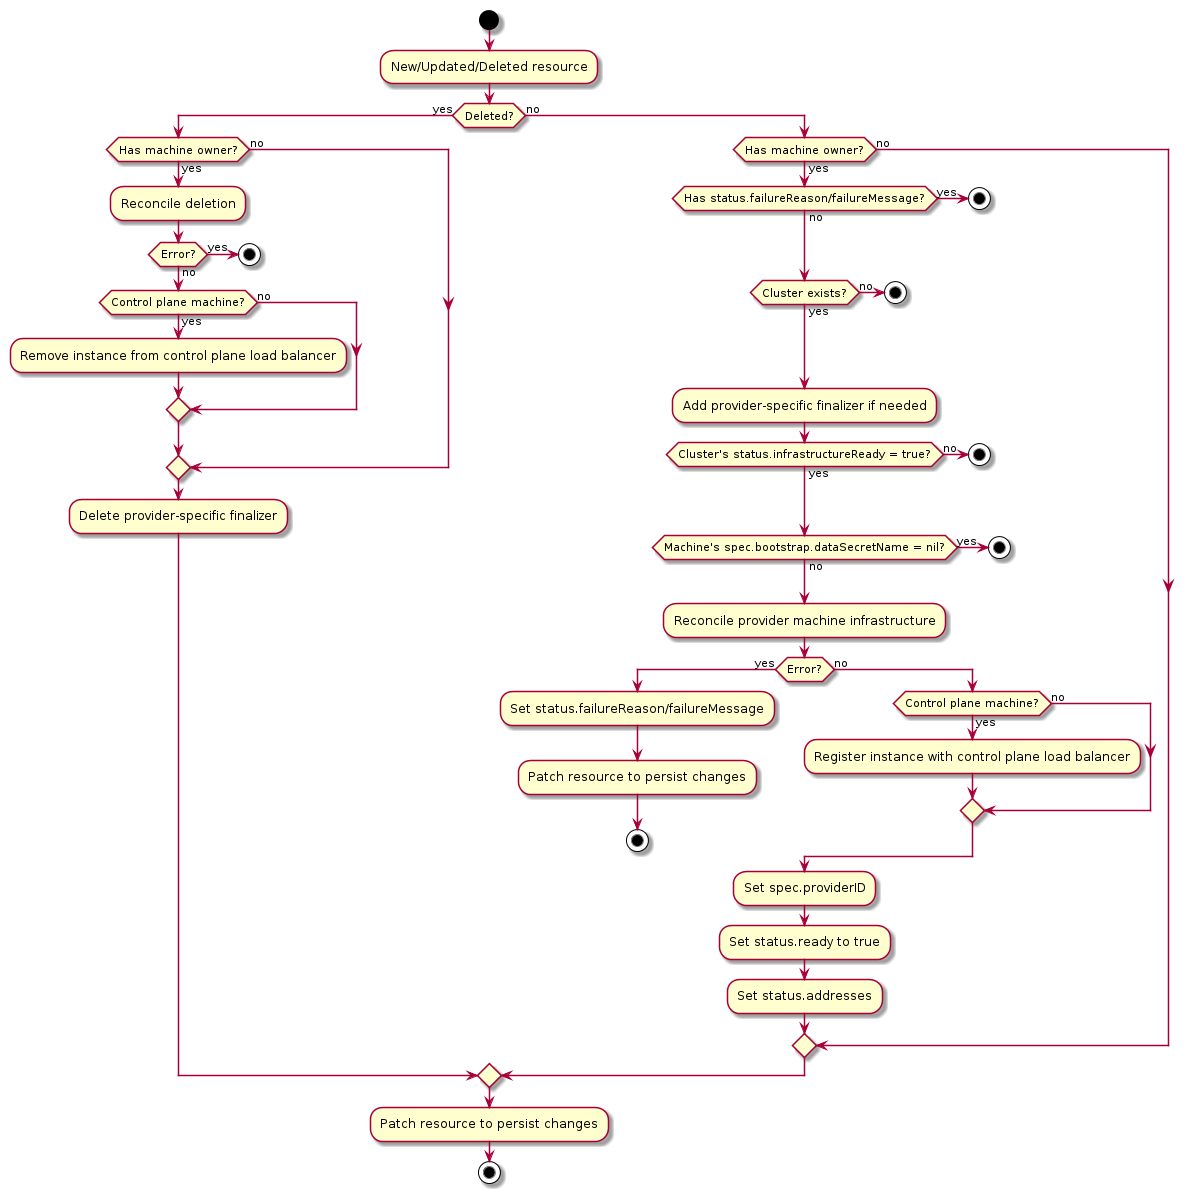 New/Updated/Deleted resource
yes
Deleted?
no
Has machine owner?
no
yes
Reconcile deletion
Error?
yes
no
Control plane machine?
no
yes
Remove instance from control plane load balancer
Delete provider-specific finalizer
Has machine owner?
no
yes
Has status.failureReason/failureMessage?
yes
no
Cluster exists?
no
yes
Add provider-specific finalizer if needed
Cluster's status.infrastructureReady = true?
no
yes
Machine's spec.bootstrap.dataSecretName = nil?
yes
no
Reconcile provider machine infrastructure
yes
Error?
no
Set status.failureReason/failureMessage
Patch resource to persist changes
Control plane machine?
no
yes
Register instance with control plane load balancer
Set spec.providerID
Set status.ready to true
Set status.addresses
Patch resource to persist changes